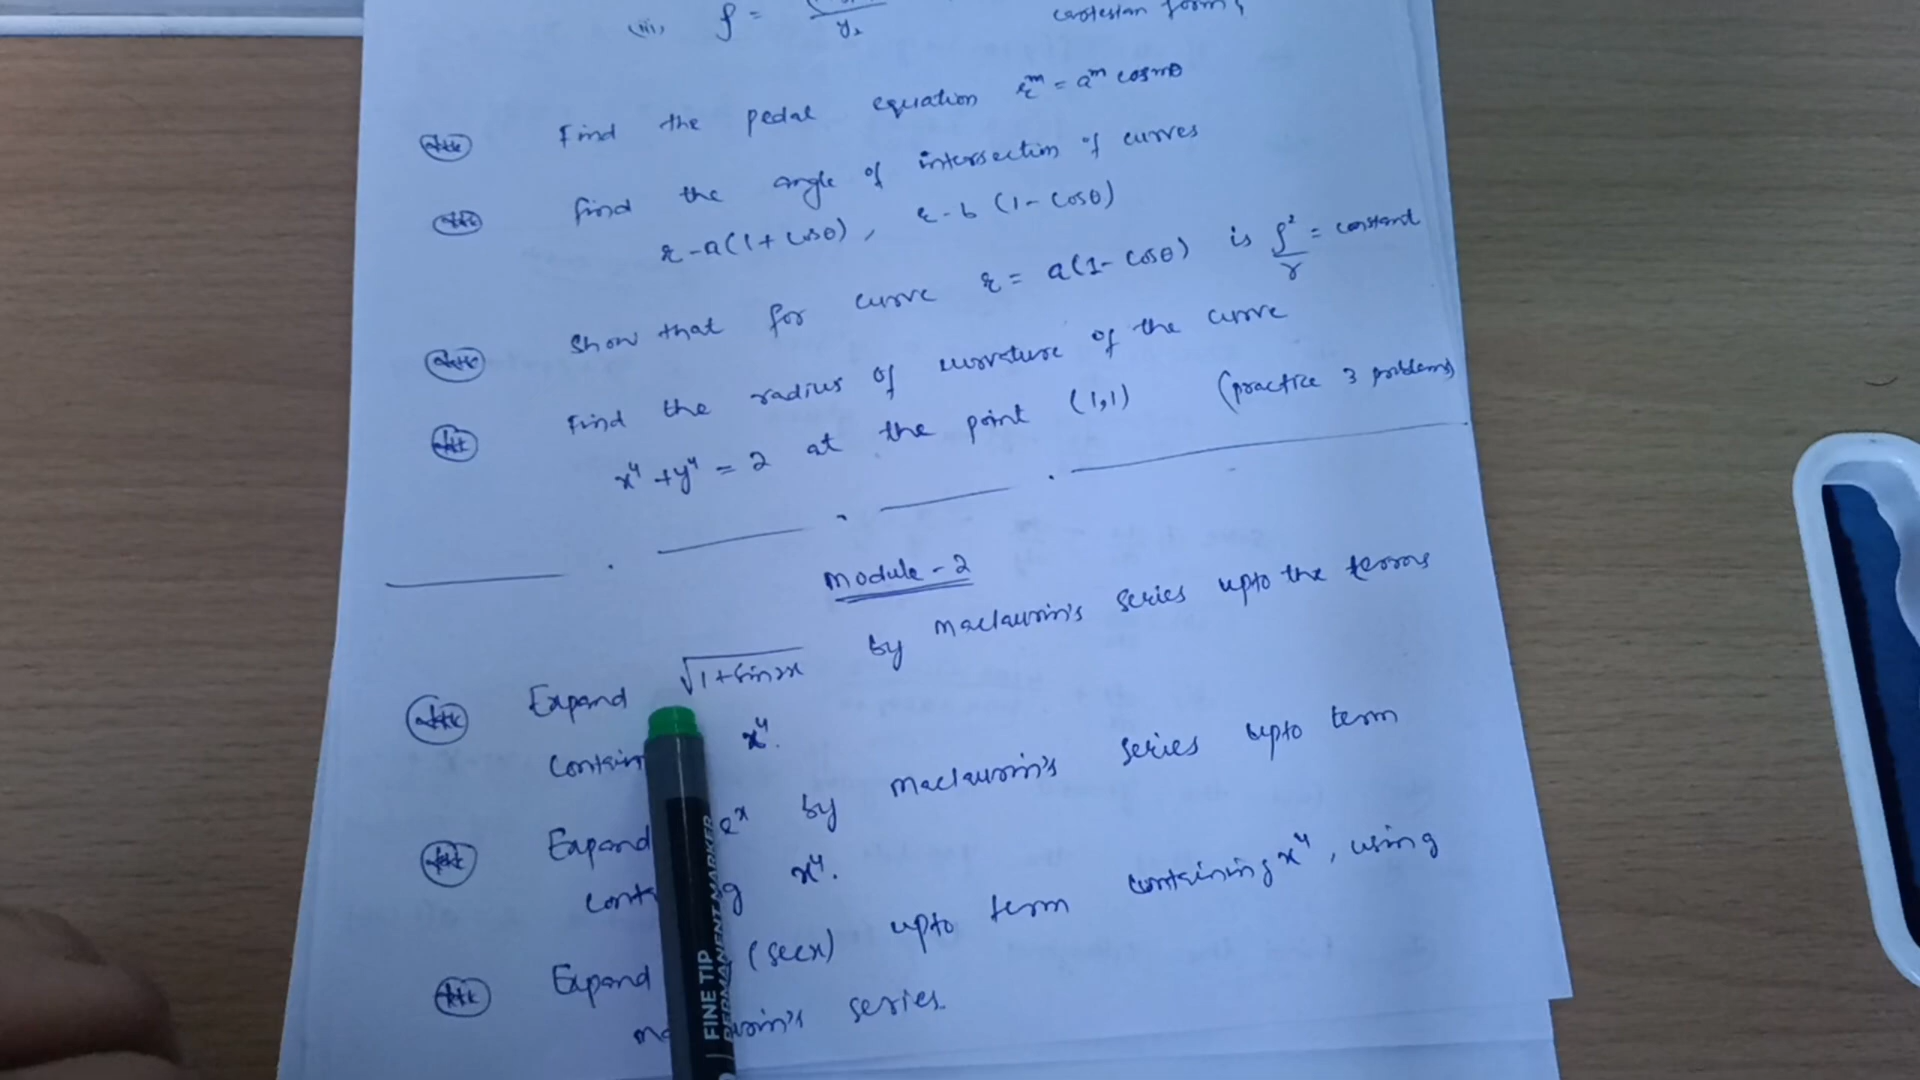 (iii) ρ = y₂ cartesian form
*** Find the pedal equation r^m = a^m cosmθ
*** find the angle of intersection of curves
r = a(1 + cosθ), r = b (1 - cosθ)
*** Show that for curve r = a(1 - cosθ) is ρ²/r = constant
*** Find the radius of curvature of the curve
x⁴ + y⁴ = 2 at the point (1,1) (practice 3 problems)
Module - 2
*** Expand √1+sin2x by maclaurin's series upto the terms
x⁴.
*** Expand e^x by maclaurin's series upto term
x⁴.
*** Expand (secx) upto term containing x⁴, using
series.
FINE TIP
PERMANENT MARKER